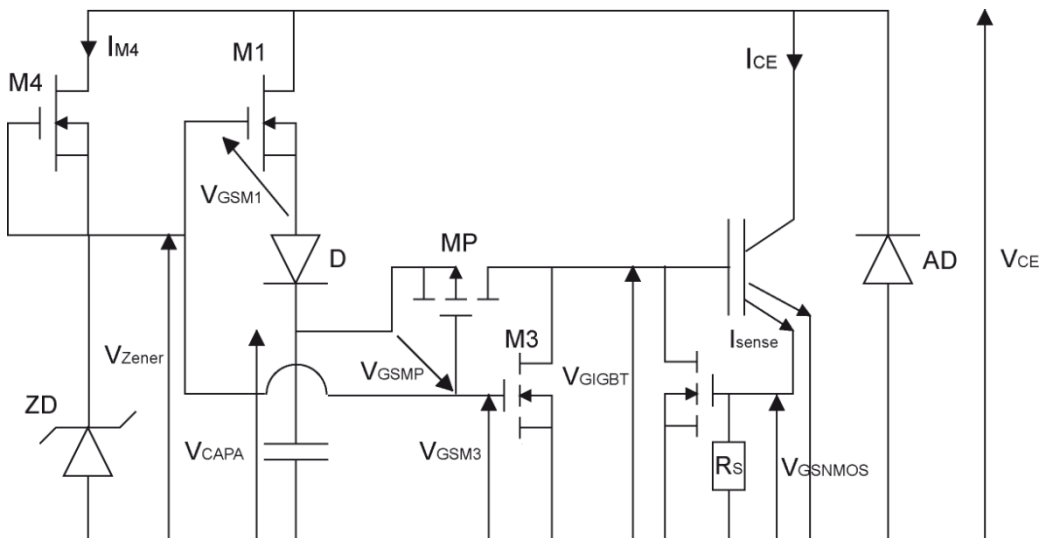 IM4
M1
ICE
M4
VGSM1
MP
D
AD
VCE
VZener
M3
Isense
VGSMP
VGIGBT
ZD
VCAPA
VGSM3
RS
VGSNMOS